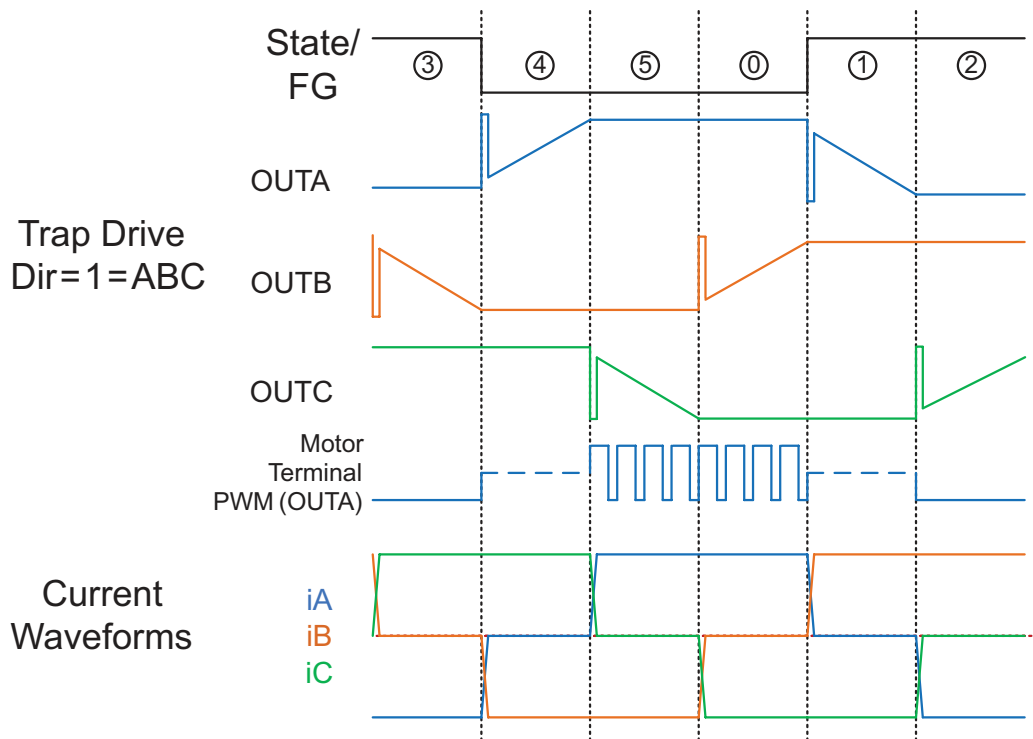 State/
FG
③ ④ ⑤ ⓪ ① ②
OUTA
Trap Drive
Dir=1=ABC
OUTB
OUTC
Motor
Terminal
PWM (OUTA)
Current
Waveforms
iA
iB
iC